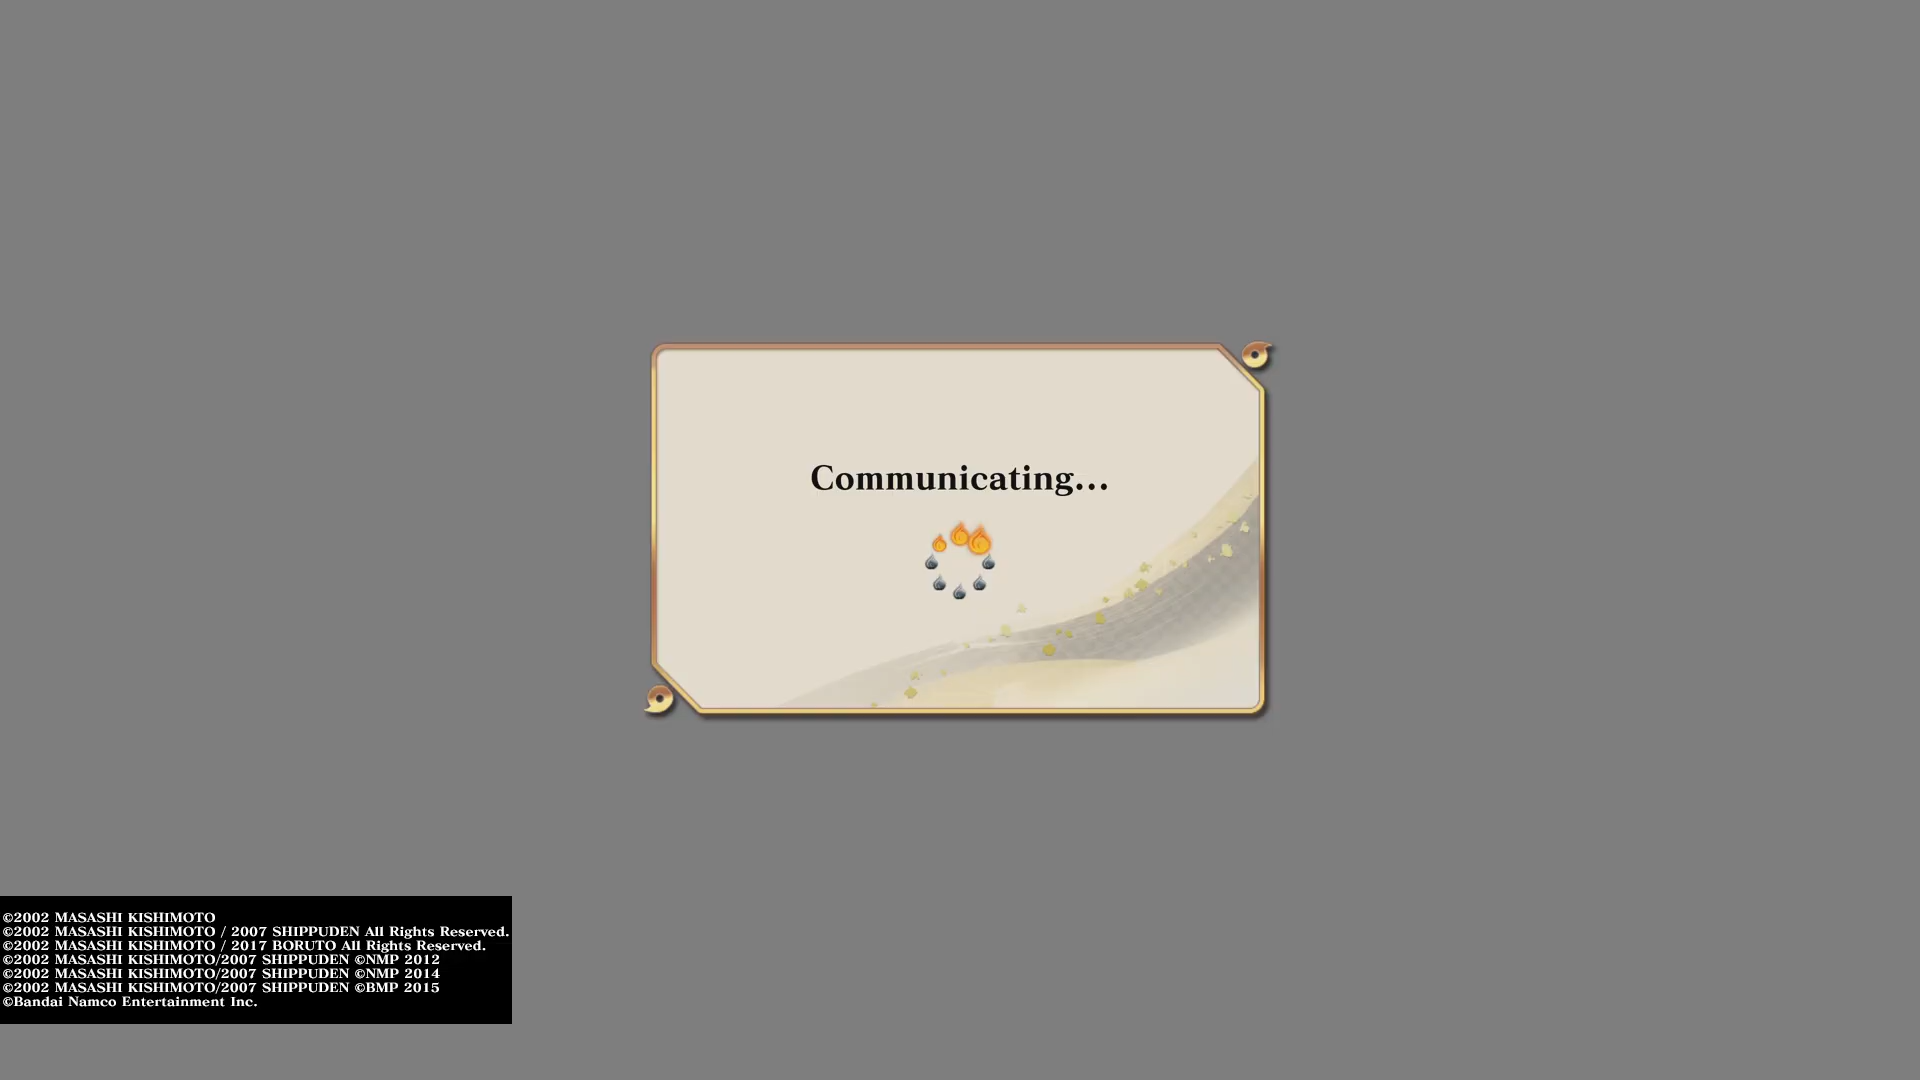 Communicating...
©2002 MASASHI KISHIMOTO
©2002 MASASHI KISHIMOTO / 2007 SHIPPUDEN All Rights Reserved.
©2002 MASASHI KISHIMOTO / 2017 BORUTO All Rights Reserved.
©2002 MASASHI KISHIMOTO/2007 SHIPPUDEN ©NMP 2012
©2002 MASASHI KISHIMOTO/2007 SHIPPUDEN ©NMP 2014
©2002 MASASHI KISHIMOTO/2007 SHIPPUDEN ©BMP 2015
©Bandai Namco Entertainment Inc.